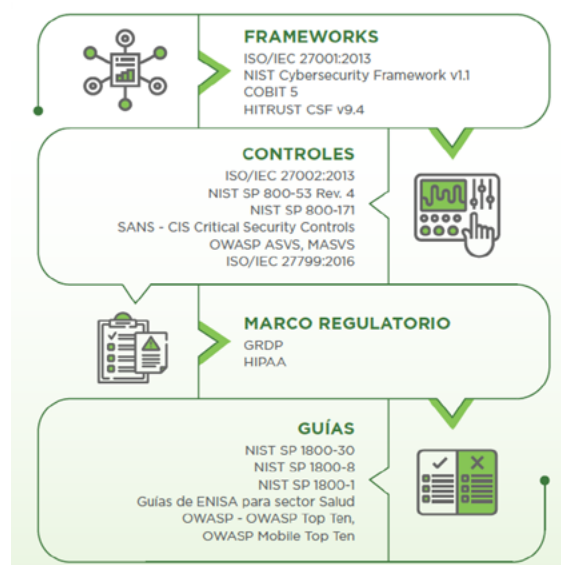 FRAMEWORKS
ISO/IEC 27001:2013
NIST Cybersecurity Framework v1.1
COBIT 5
HITRUST CSF v9.4
CONTROLES
ISO/IEC 27002:2013
NIST SP 800-53 Rev. 4
NIST SP 800-171
SANS - CIS Critical Security Controls
OWASP ASVS, MASVS
ISO/IEC 27799:2016
MARCO REGULATORIO
GRDP
HIPAA
GUÍAS
NIST SP 1800-30
NIST SP 1800-8
NIST SP 1800-1
Guías de ENISA para sector Salud
OWASP - OWASP Top Ten,
OWASP Mobile Top Ten